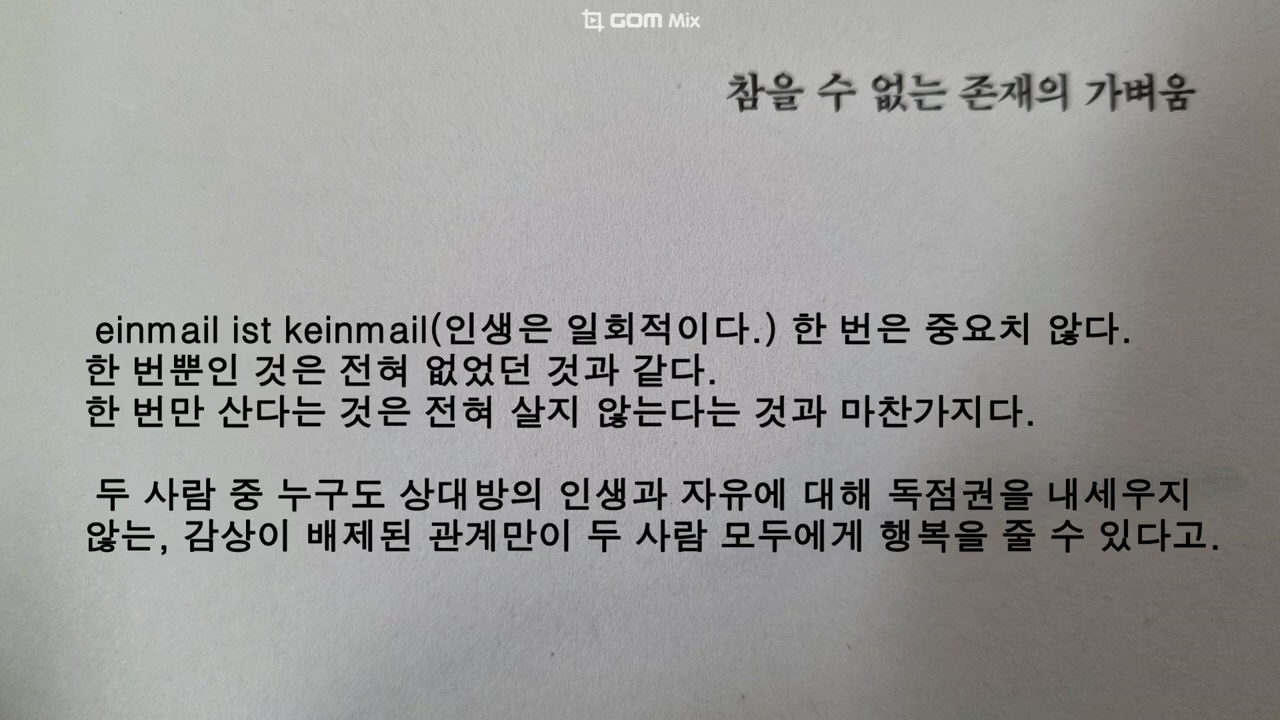 GOM Mix
참을 수 없는 존재의 가벼움
einmail ist keinmail(인생은 일회적이다.) 한 번은 중요치 않다.
한 번뿐인 것은 전혀 없었던 것과 같다.
한 번만 산다는 것은 전혀 살지 않는다는 것과 마찬가지다.
두 사람 중 누구도 상대방의 인생과 자유에 대해 독점권을 내세우지
않는, 감상이 배제된 관계만이 두 사람 모두에게 행복을 줄 수 있다고.